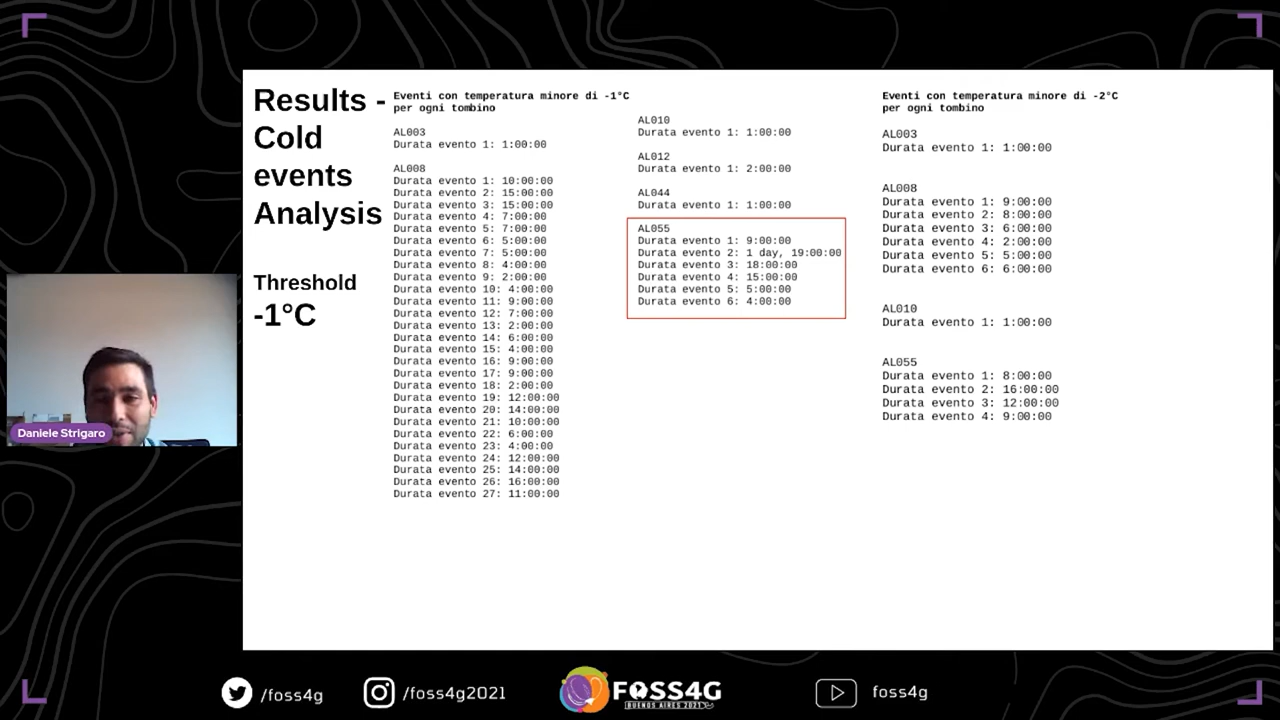 Results -
Cold
events
Analysis
Threshold
-1°C
Eventi con temperatura minore di -1°C
per ogni tombino
AL003
Durata evento 1: 1:00:00
AL008
Durata evento 1: 10:00:00
Durata evento 2: 15:00:00
Durata evento 3: 15:00:00
Durata evento 4: 7:00:00
Durata evento 5: 7:00:00
Durata evento 6: 5:00:00
Durata evento 7: 5:00:00
Durata evento 8: 4:00:00
Durata evento 9: 2:00:00
Durata evento 10: 4:00:00
Durata evento 11: 9:00:00
Durata evento 12: 7:00:00
Durata evento 13: 2:00:00
Durata evento 14: 6:00:00
Durata evento 15: 4:00:00
Durata evento 16: 9:00:00
Durata evento 17: 9:00:00
Durata evento 18: 2:00:00
Durata evento 19: 12:00:00
Durata evento 20: 14:00:00
Durata evento 21: 10:00:00
Durata evento 22: 6:00:00
Durata evento 23: 4:00:00
Durata evento 24: 12:00:00
Durata evento 25: 14:00:00
Durata evento 26: 16:00:00
Durata evento 27: 11:00:00
AL010
Durata evento 1: 1:00:00
AL012
Durata evento 1: 2:00:00
AL044
Durata evento 1: 1:00:00
AL055
Durata evento 1: 9:00:00
Durata evento 2: 1 day, 19:00:00
Durata evento 3: 18:00:00
Durata evento 4: 15:00:00
Durata evento 5: 5:00:00
Durata evento 6: 4:00:00
Eventi con temperatura minore di -2°C
per ogni tombino
AL003
Durata evento 1: 1:00:00
AL008
Durata evento 1: 9:00:00
Durata evento 2: 8:00:00
Durata evento 3: 6:00:00
Durata evento 4: 2:00:00
Durata evento 5: 5:00:00
Durata evento 6: 6:00:00
AL010
Durata evento 1: 1:00:00
AL055
Durata evento 1: 8:00:00
Durata evento 2: 16:00:00
Durata evento 3: 12:00:00
Durata evento 4: 9:00:00
Daniele Strigaro
/foss4g
/foss4g2021
FOSS4G
BUENOS AIRES 2021
foss4g